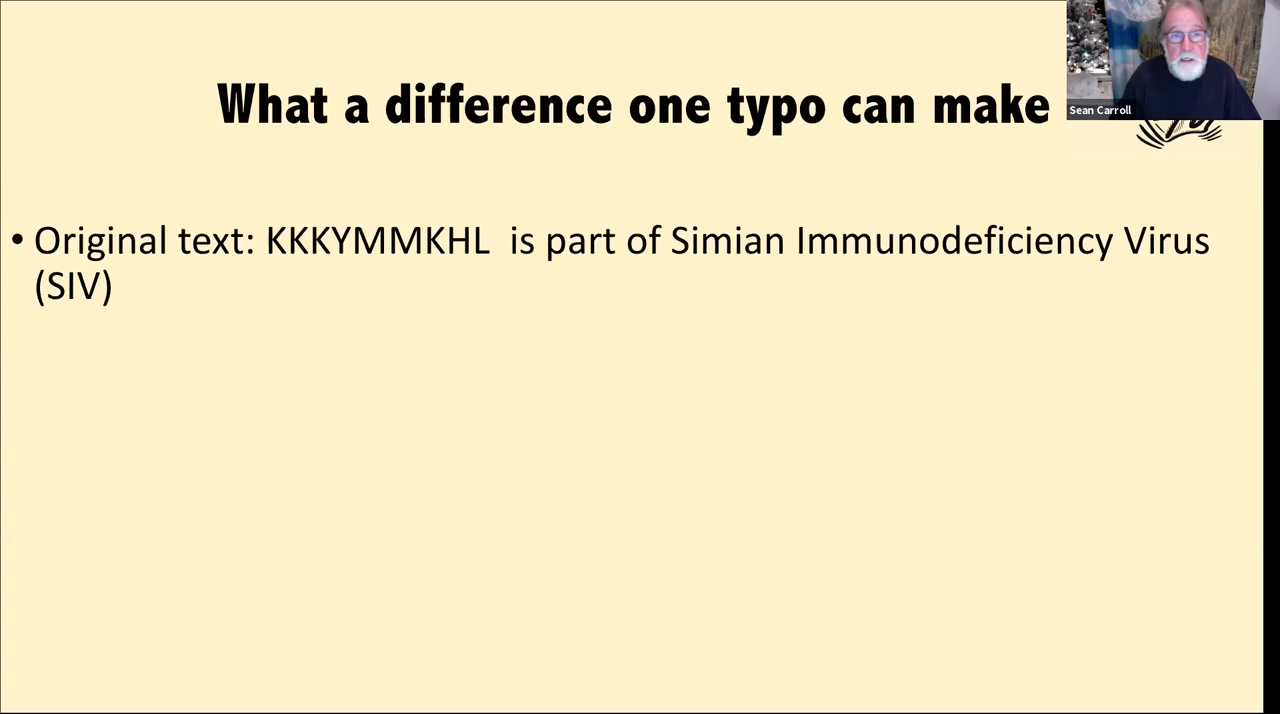 What a difference one typo can make
Sean Carroll
• Original text: KKKYMMKHL  is part of Simian Immunodeficiency Virus
(SIV)